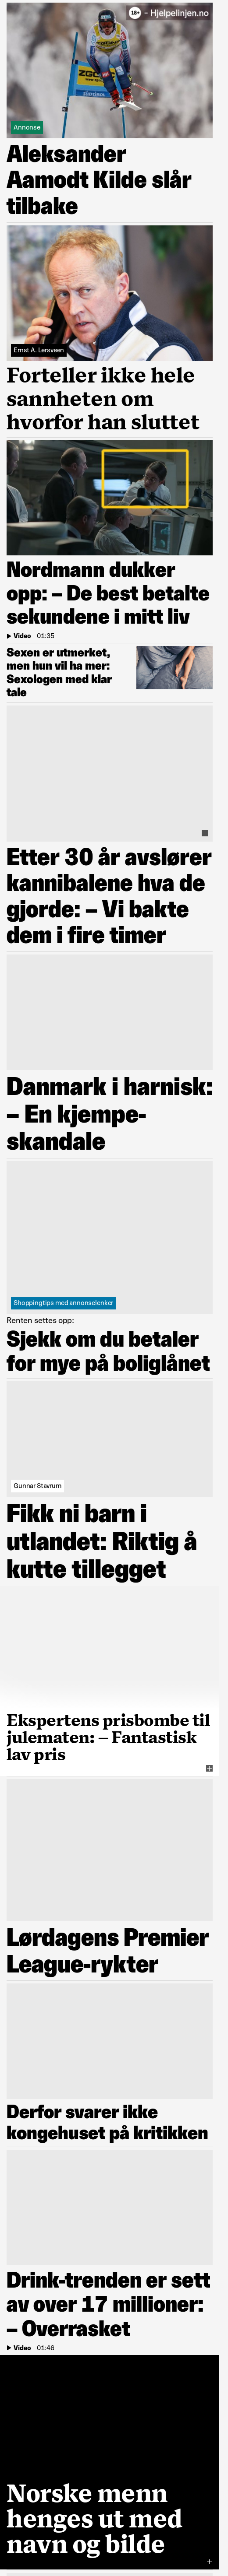 18+ – Hjelpelinjen.no
Annonse
Aleksander
Aamodt Kilde slår
tilbake
Ernst A. Lersveen
Forteller ikke hele
sannheten om
hvorfor han sluttet
Nordmann dukker
opp: – De best betalte
sekundene i mitt liv
Video | 01:35
Sexen er utmerket,
men hun vil ha mer:
Sexologen med klar
tale
Etter 30 år avslører
kannibalene hva de
gjorde: – Vi bakte
dem i fire timer
Danmark i harnisk:
– En kjempe-
skandale
Shoppingtips med annonselenker
Renten settes opp:
Sjekk om du betaler
for mye på boliglånet
Gunnar Stavrum
Fikk ni barn i
utlandet: Riktig å
kutte tillegget
Ekspertens prisbombe til
julematen: – Fantastisk
lav pris
Lørdagens Premier
League-rykter
Derfor svarer ikke
kongehuset på kritikken
Drink-trenden er sett
av over 17 millioner:
– Overrasket
Video | 01:46
Norske menn
henges ut med
navn og bilde